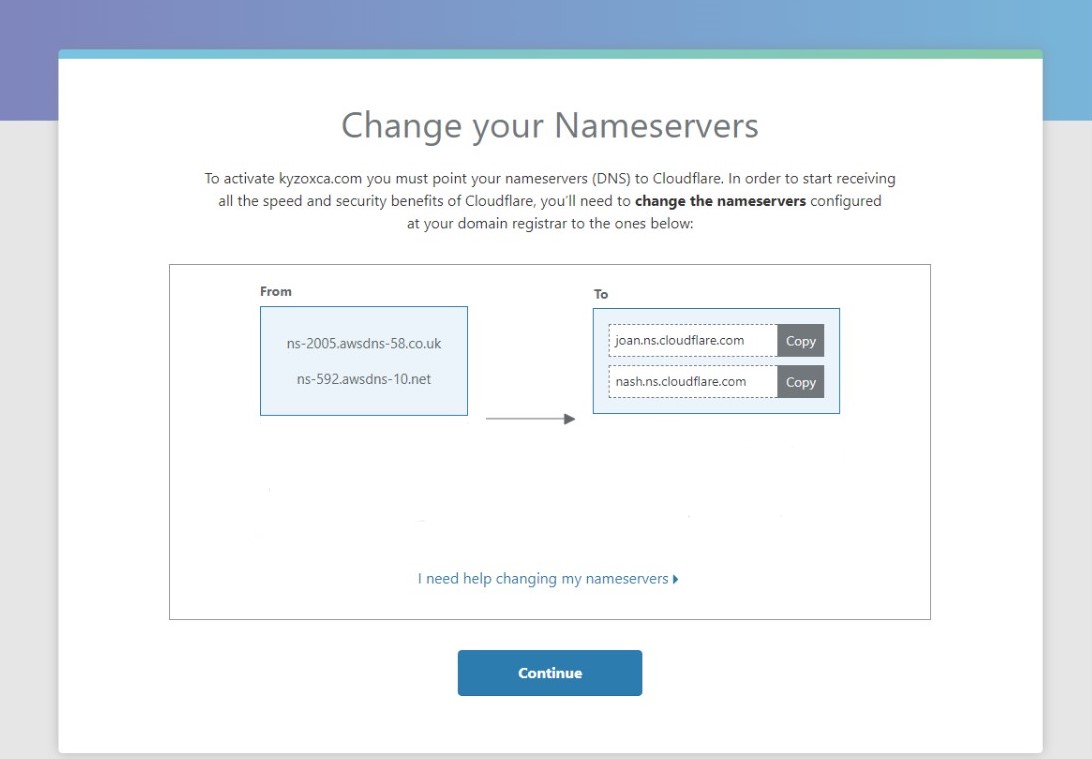 Change your Nameservers
To activate kyzoxca.com you must point your nameservers (DNS) to Cloudflare. In order to start receiving
all the speed and security benefits of Cloudflare, you'll need to change the nameservers configured
at your domain registrar to the ones below:
From
ns-2005.awsdns-58.co.uk
ns-592.awsdns-10.net
To
joan.ns.cloudflare.com Copy
nash.ns.cloudflare.com Copy
I need help changing my nameservers
Continue